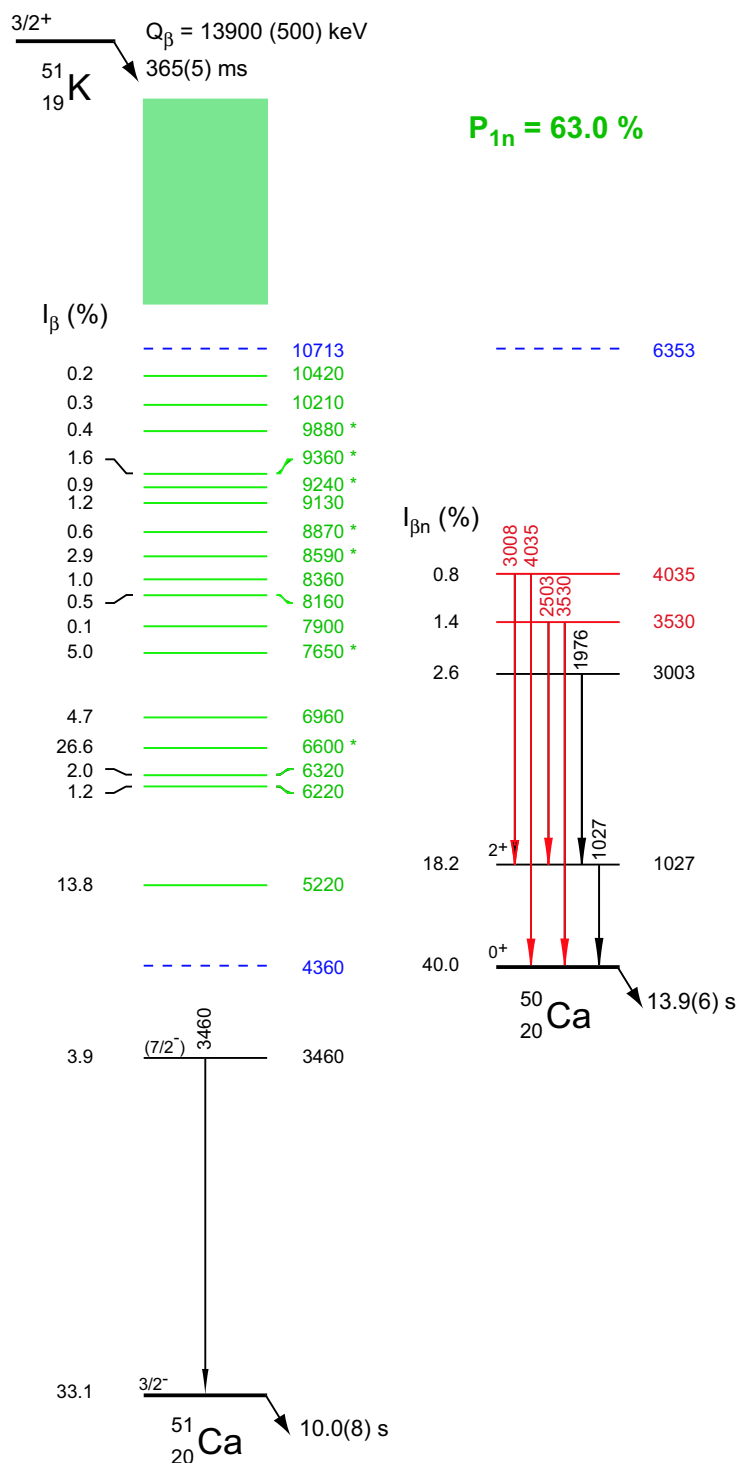 3/2+ Qβ = 13900 (500) keV
365(5) ms
51 19 K
P1n = 63.0 %
Iβ (%)
10713
0.2 10420
0.3 10210
0.4 9880 *
1.6 9360 *
0.9 9240 *
1.2 9130
0.6 8870 *
2.9 8590 *
1.0 8360
0.5 8160
0.1 7900
5.0 7650 *
4.7 6960
26.6 6600 *
2.0 6320
1.2 6220
13.8 5220
4360
3.9 (7/2-) 3460 3460
33.1 3/2-
51 20 Ca 10.0(8) s
6353
Iβn (%)
3008 4035
0.8 4035
2503 3530
1.4 3530
1976
2.6 3003
1027
18.2 2+ 1027
40.0 0+
50 20 Ca 13.9(6) s